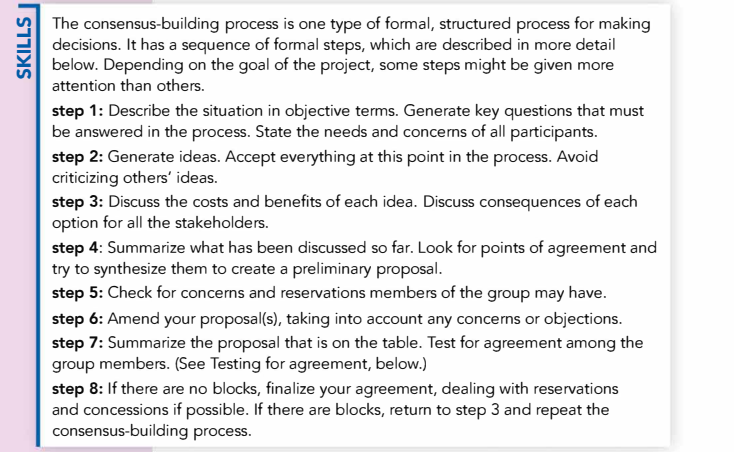 SKILLS
The consensus-building process is one type of formal, structured process for making
decisions. It has a sequence of formal steps, which are described in more detail
below. Depending on the goal of the project, some steps might be given more
attention than others.
step 1: Describe the situation in objective terms. Generate key questions that must
be answered in the process. State the needs and concerns of all participants.
step 2: Generate ideas. Accept everything at this point in the process. Avoid
criticizing others’ ideas.
step 3: Discuss the costs and benefits of each idea. Discuss consequences of each
option for all the stakeholders.
step 4: Summarize what has been discussed so far. Look for points of agreement and
try to synthesize them to create a preliminary proposal.
step 5: Check for concerns and reservations members of the group may have.
step 6: Amend your proposal(s), taking into account any concerns or objections.
step 7: Summarize the proposal that is on the table. Test for agreement among the
group members. (See Testing for agreement, below.)
step 8: If there are no blocks, finalize your agreement, dealing with reservations
and concessions if possible. If there are blocks, return to step 3 and repeat the
consensus-building process.